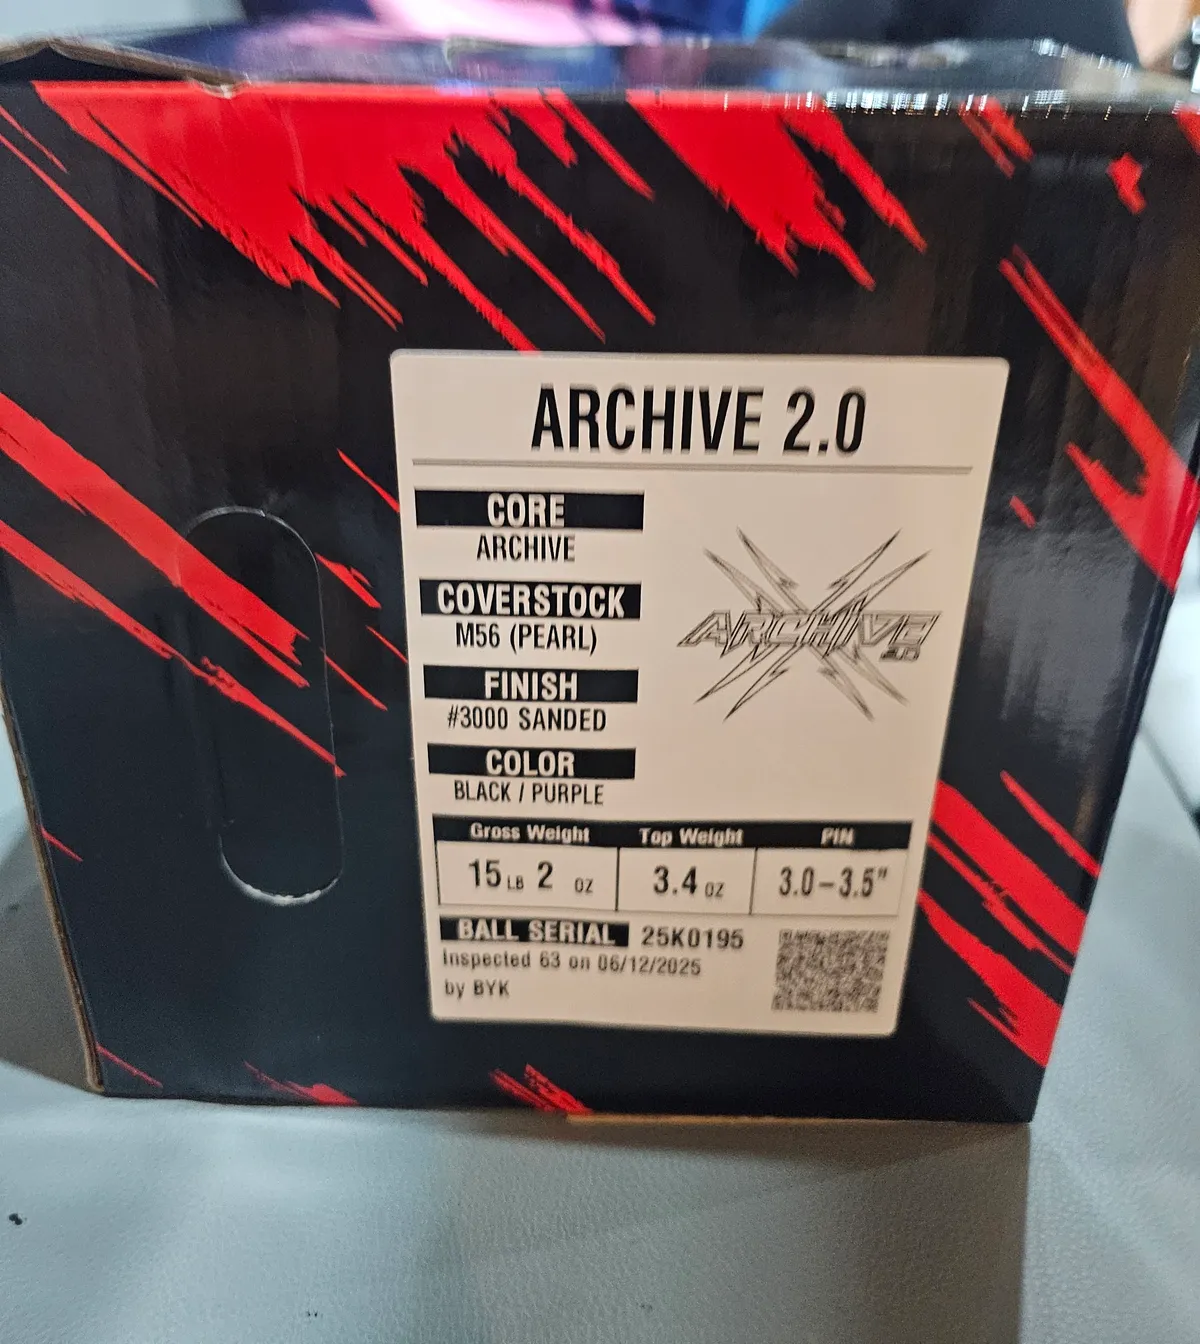 ARCHIVE 2.0
CORE
ARCHIVE
COVERSTOCK
M56 (PEARL)
FINISH
#3000 SANDED
COLOR
BLACK / PURPLE
ARCHIVE
2.0
Gross Weight Top Weight PIN
15 LB 2 OZ 3.4 OZ 3.0-3.5"
BALL SERIAL 25K0195
Inspected 63 on 06/12/2025
by BYK